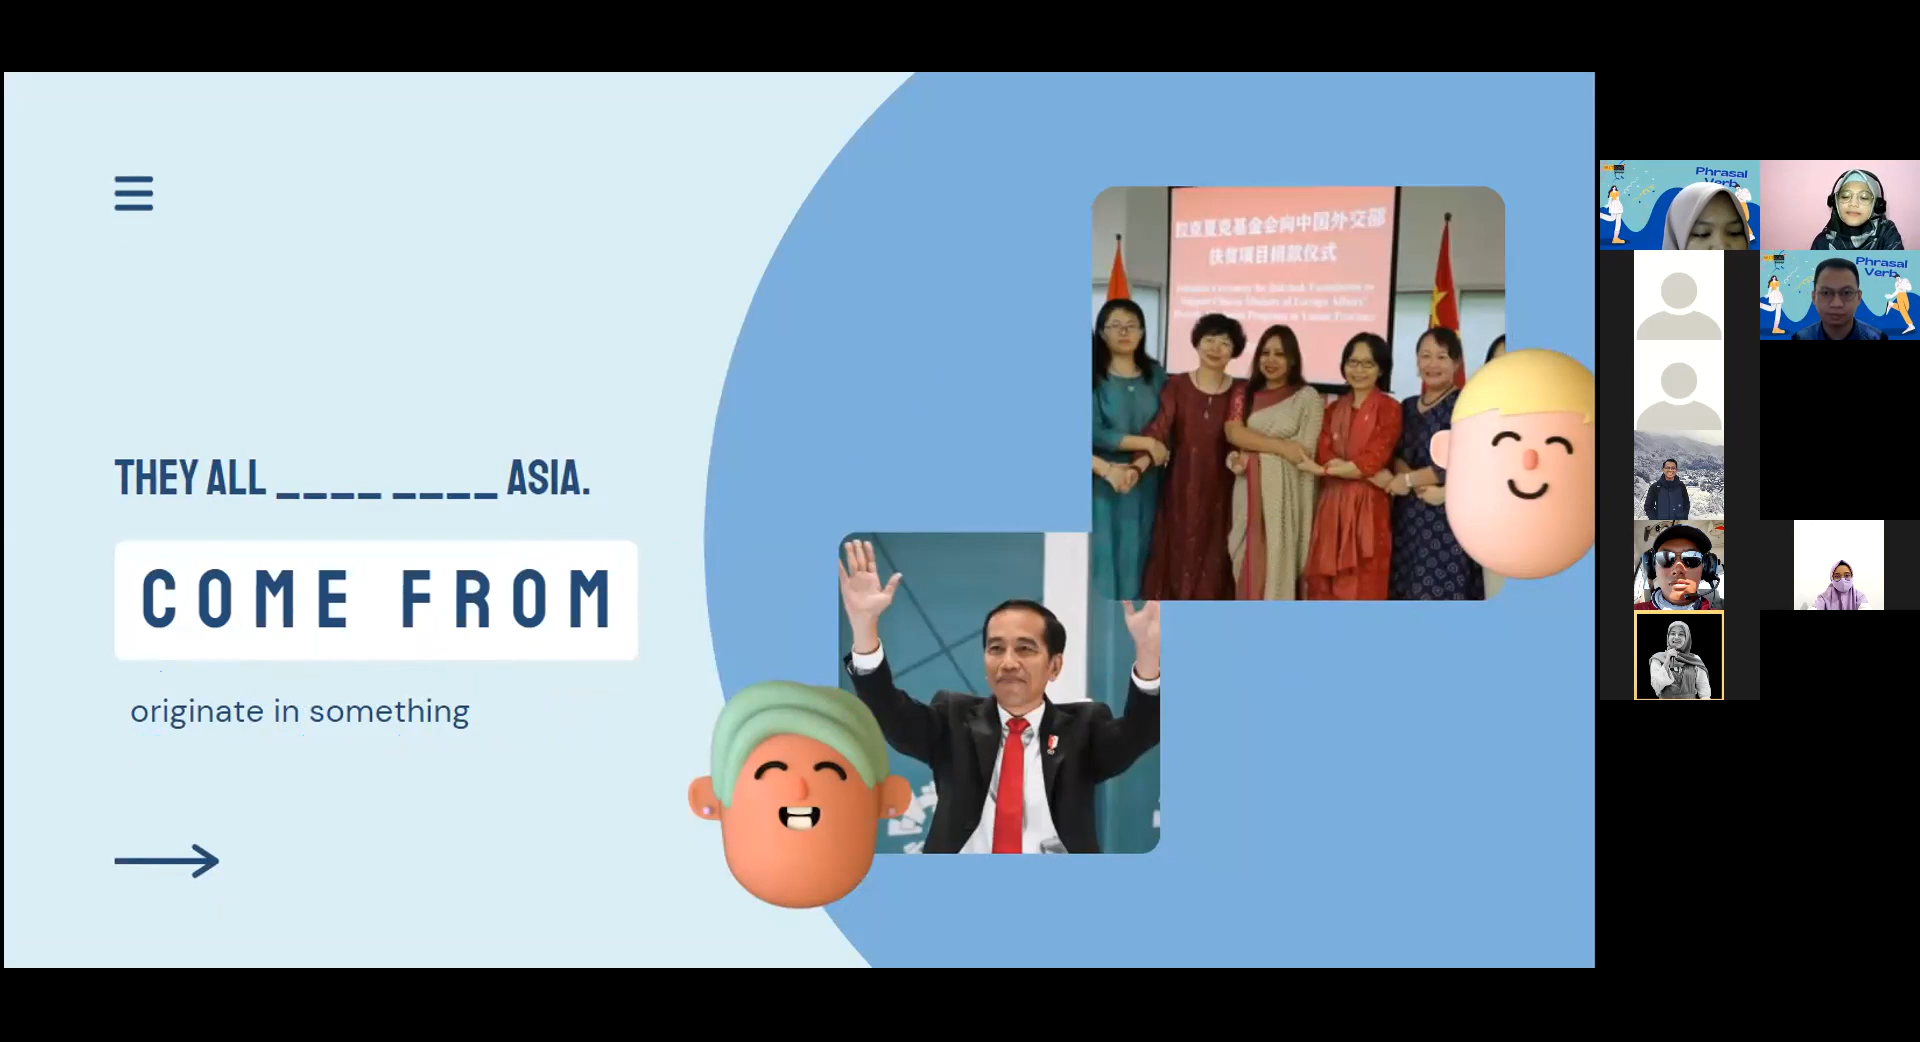 THEY ALL ____ ____ ASIA.
COME FROM
originate in something
拉克夏克基金会向中国外交部
扶贫项目捐款仪式
Phrasal
Verb
Phrasal
Verb